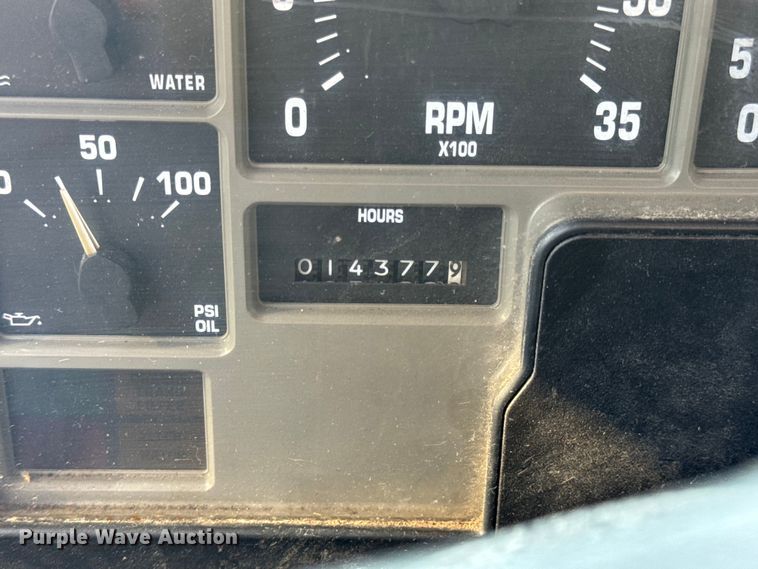 WATER
0
RPM
X100
35
5
0
50
100
PSI
OIL
HOURS
0143779
Purple Wave Auction